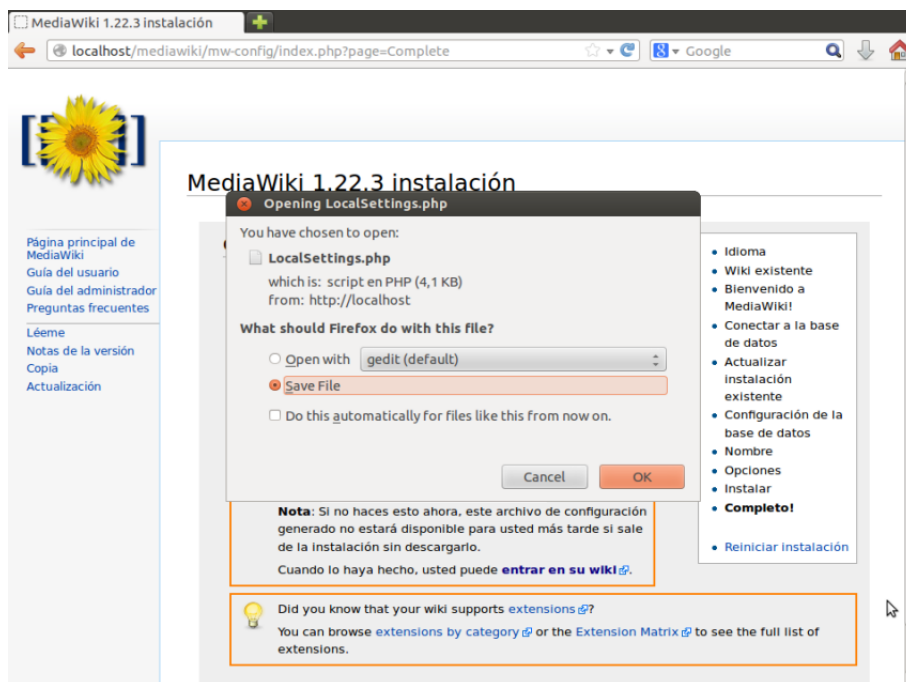 MediaWiki 1.22.3 instalación
localhost/mediawiki/mw-config/index.php?page=Complete
Google
MediaWiki 1.22.3 instalación
Página principal de
MediaWiki
Guía del usuario
Guía del administrador
Preguntas frecuentes
Léeme
Notas de la versión
Copia
Actualización
Opening LocalSettings.php
You have chosen to open:
LocalSettings.php
which is: script en PHP (4,1 KB)
from: http://localhost
What should Firefox do with this file?
Open with gedit (default)
Save File
Do this automatically for files like this from now on.
Cancel OK
Nota: Si no haces esto ahora, este archivo de configuración
generado no estará disponible para usted más tarde si sale
de la instalación sin descargarlo.
Cuando lo haya hecho, usted puede entrar en su wiki.
Did you know that your wiki supports extensions?
You can browse extensions by category or the Extension Matrix to see the full list of
extensions.
Idioma
Wiki existente
Bienvenido a
MediaWiki!
Conectar a la base
de datos
Actualizar
instalación
existente
Configuración de la
base de datos
Nombre
Opciones
Instalar
Completo!
Reiniciar instalación